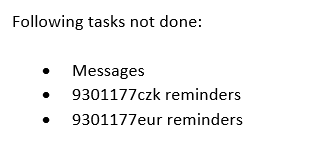 Following tasks not done:
• Messages
• 9301177czk reminders
• 9301177eur reminders